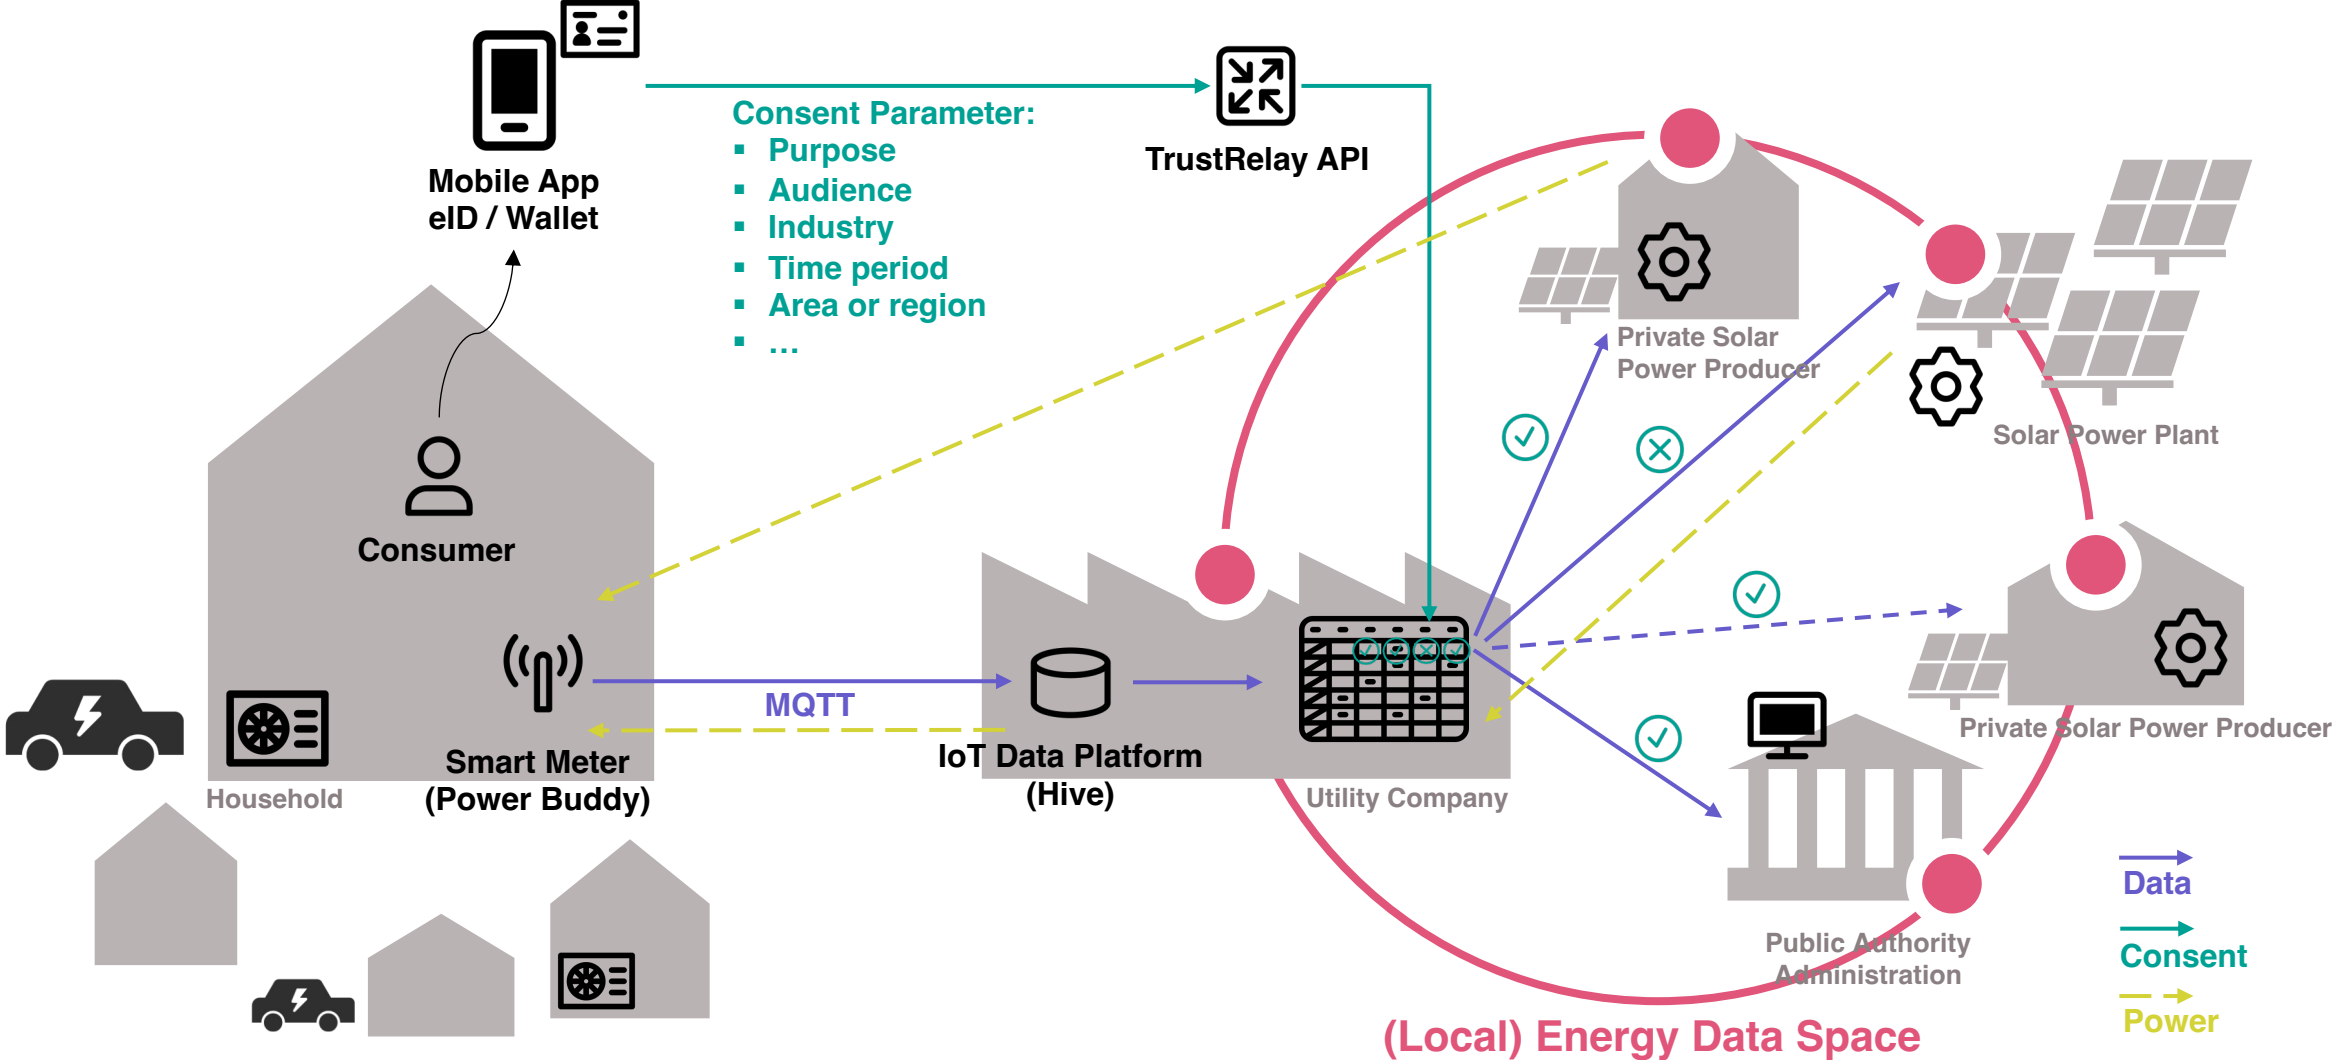 Mobile App
eID / Wallet
Consent Parameter:
▪ Purpose
▪ Audience
▪ Industry
▪ Time period
▪ Area or region
▪ ...
TrustRelay API
Private Solar
Power Producer
Solar Power Plant
Consumer
MQTT
Smart Meter
(Power Buddy)
Household
IoT Data Platform
(Hive)
Utility Company
Private Solar Power Producer
Public Authority
Administration
Data
Consent
Power
(Local) Energy Data Space